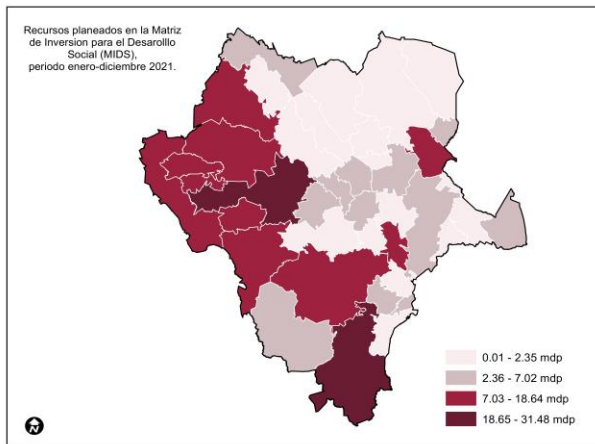 Recursos planeados en la Matriz
de Inversion para el Desarolllo
Social (MIDS),
periodo enero-diciembre 2021.
0.01 - 2.35 mdp
2.36 - 7.02 mdp
7.03 - 18.64 mdp
18.65 - 31.48 mdp
N